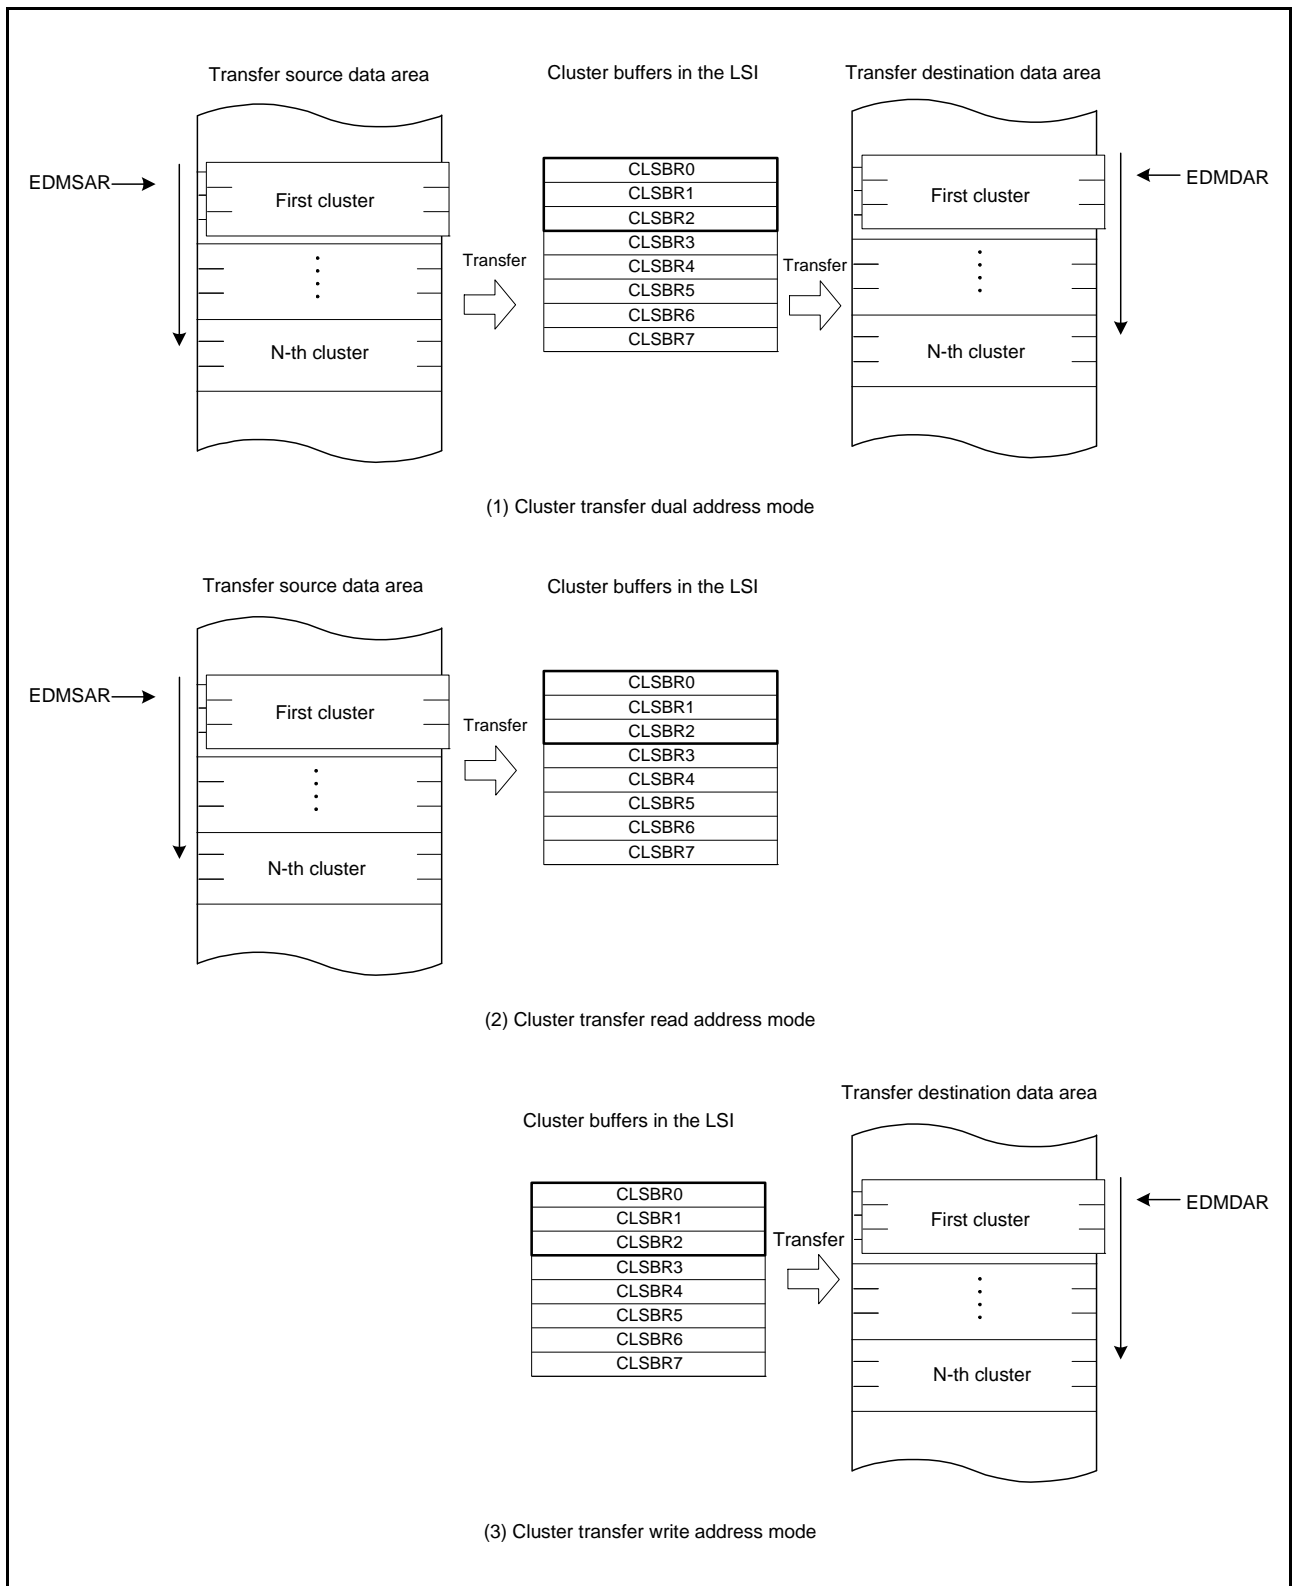 Transfer source data area
Cluster buffers in the LSI
Transfer destination data area
EDMSAR
First cluster
N-th cluster
Transfer
CLSBR0
CLSBR1
CLSBR2
CLSBR3
CLSBR4
CLSBR5
CLSBR6
CLSBR7
Transfer
First cluster
N-th cluster
EDMDAR
(1) Cluster transfer dual address mode
Transfer source data area
Cluster buffers in the LSI
EDMSAR
First cluster
N-th cluster
Transfer
CLSBR0
CLSBR1
CLSBR2
CLSBR3
CLSBR4
CLSBR5
CLSBR6
CLSBR7
(2) Cluster transfer read address mode
Cluster buffers in the LSI
Transfer destination data area
CLSBR0
CLSBR1
CLSBR2
CLSBR3
CLSBR4
CLSBR5
CLSBR6
CLSBR7
Transfer
First cluster
N-th cluster
EDMDAR
(3) Cluster transfer write address mode